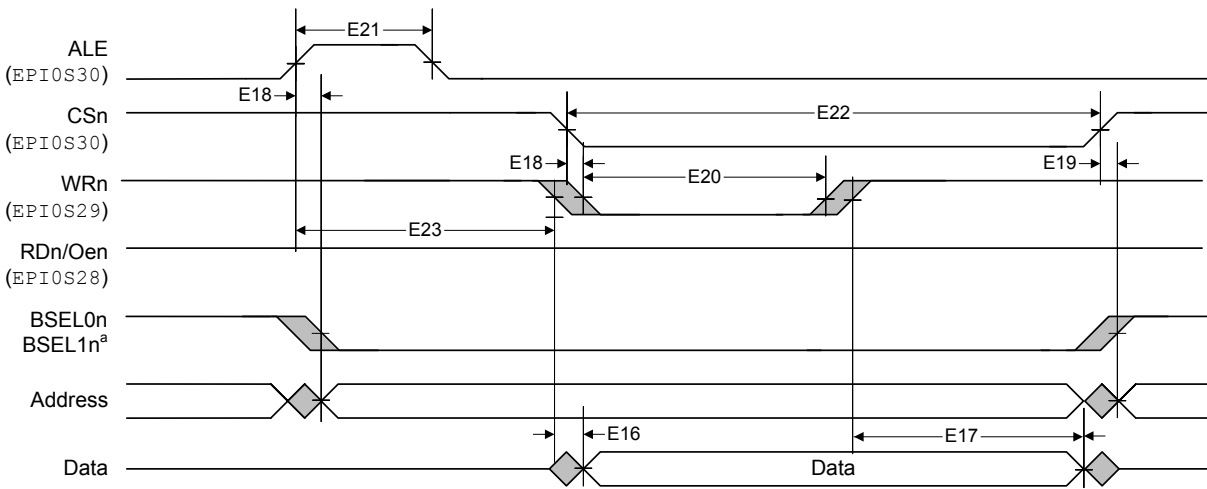 E21
ALE
(EPI0S30)
E18
CSn
E22
(EPI0S30)
E18
E19
WRn
E20
(EPI0S29)
E23
RDn/Oen
(EPI0S28)
BSEL0n
BSEL1nª
Address
E16
E17
Data
Data